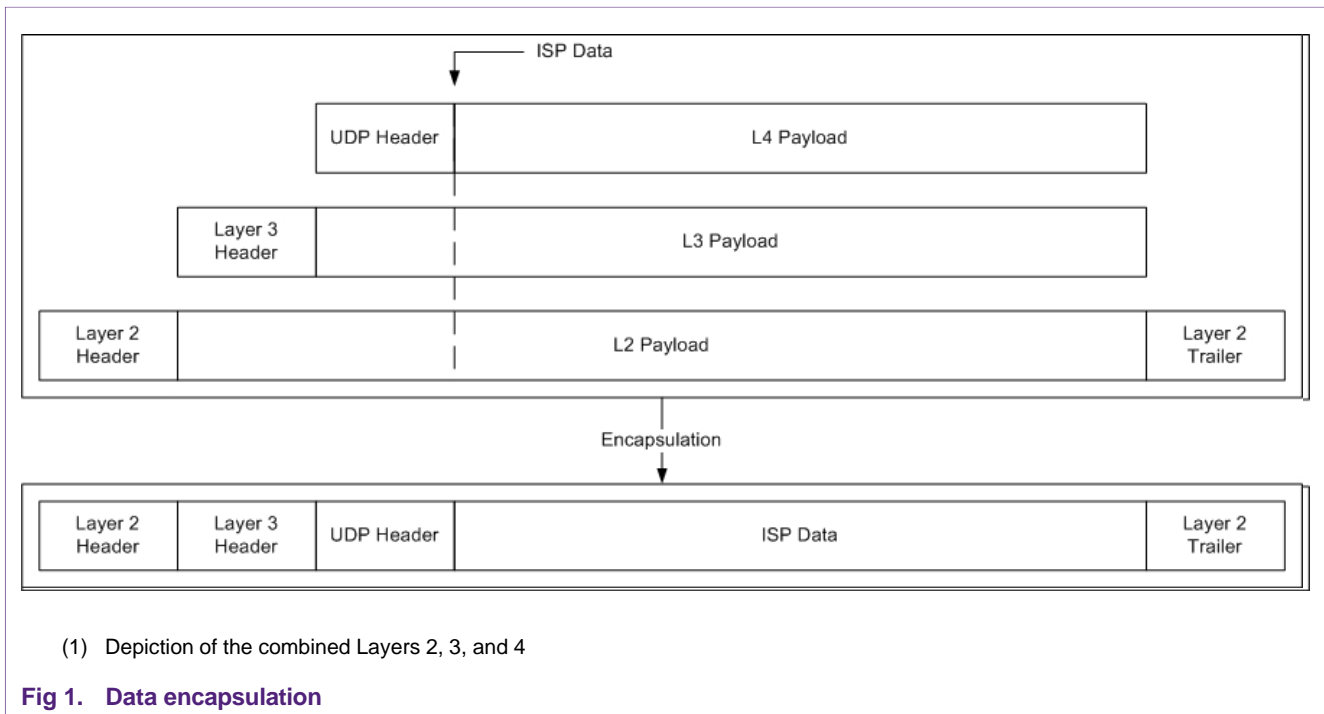 ISP Data
UDP Header
L4 Payload
Layer 3
Header
L3 Payload
Layer 2
Header
L2 Payload
Layer 2
Trailer
Encapsulation
Layer 2
Header
Layer 3
Header
UDP Header
ISP Data
Layer 2
Trailer
(1) Depiction of the combined Layers 2, 3, and 4
Fig 1. Data encapsulation